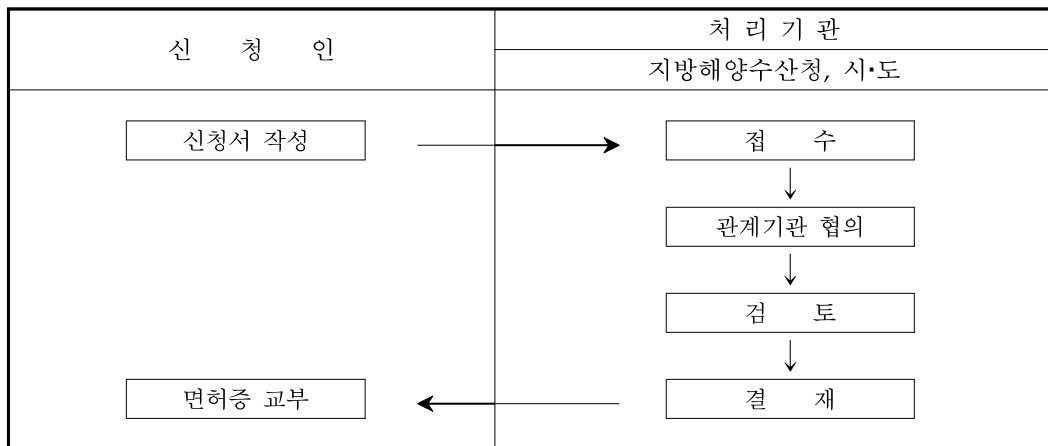 신 청 인
처 리 기 관
지방해양수산청, 시·도
신청서 작성
접 수
관계기관 협의
검 토
면허증 교부
결 재